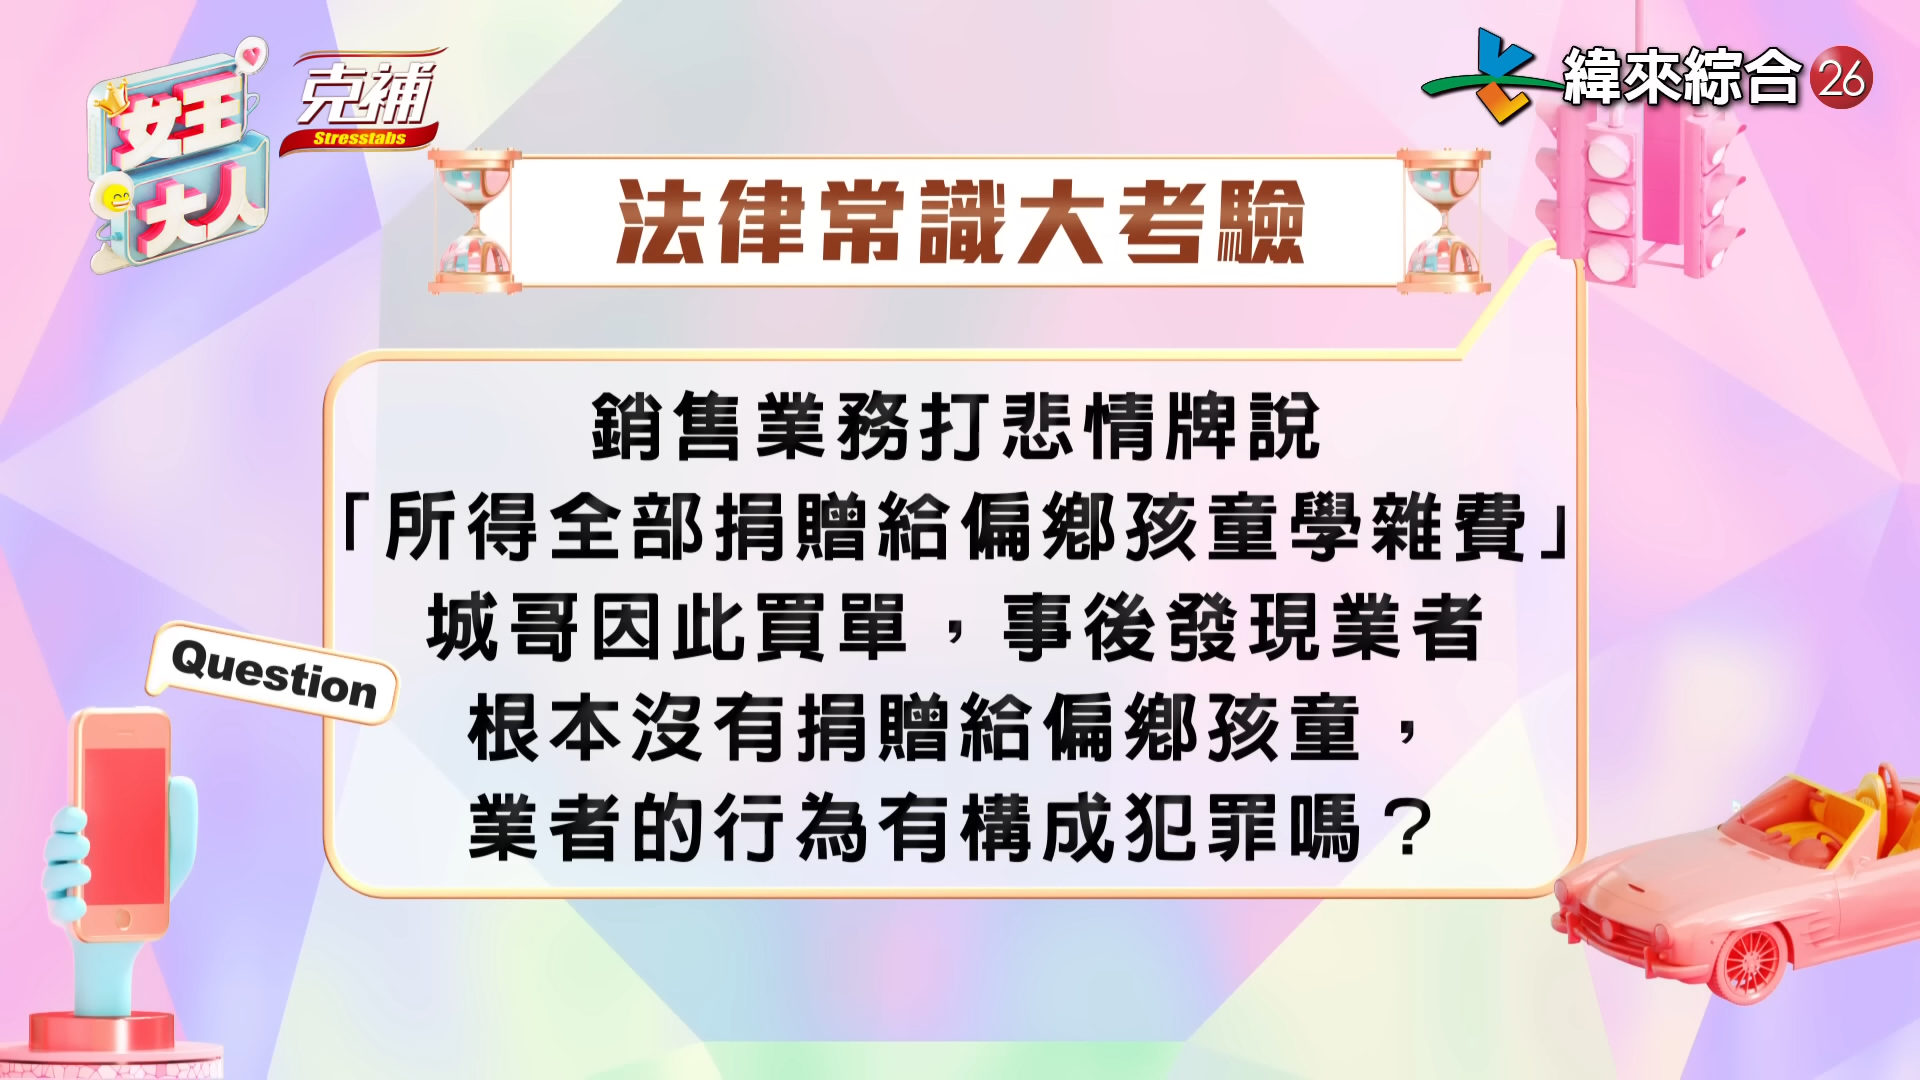 女王
大人
克補
Stresstabs
緯來綜合 26
法律常識大考驗
銷售業務打悲情牌說
「所得全部捐贈給偏鄉孩童學雜費」
城哥因此買單，事後發現業者
根本沒有捐贈給偏鄉孩童，
業者的行為有構成犯罪嗎？
Question